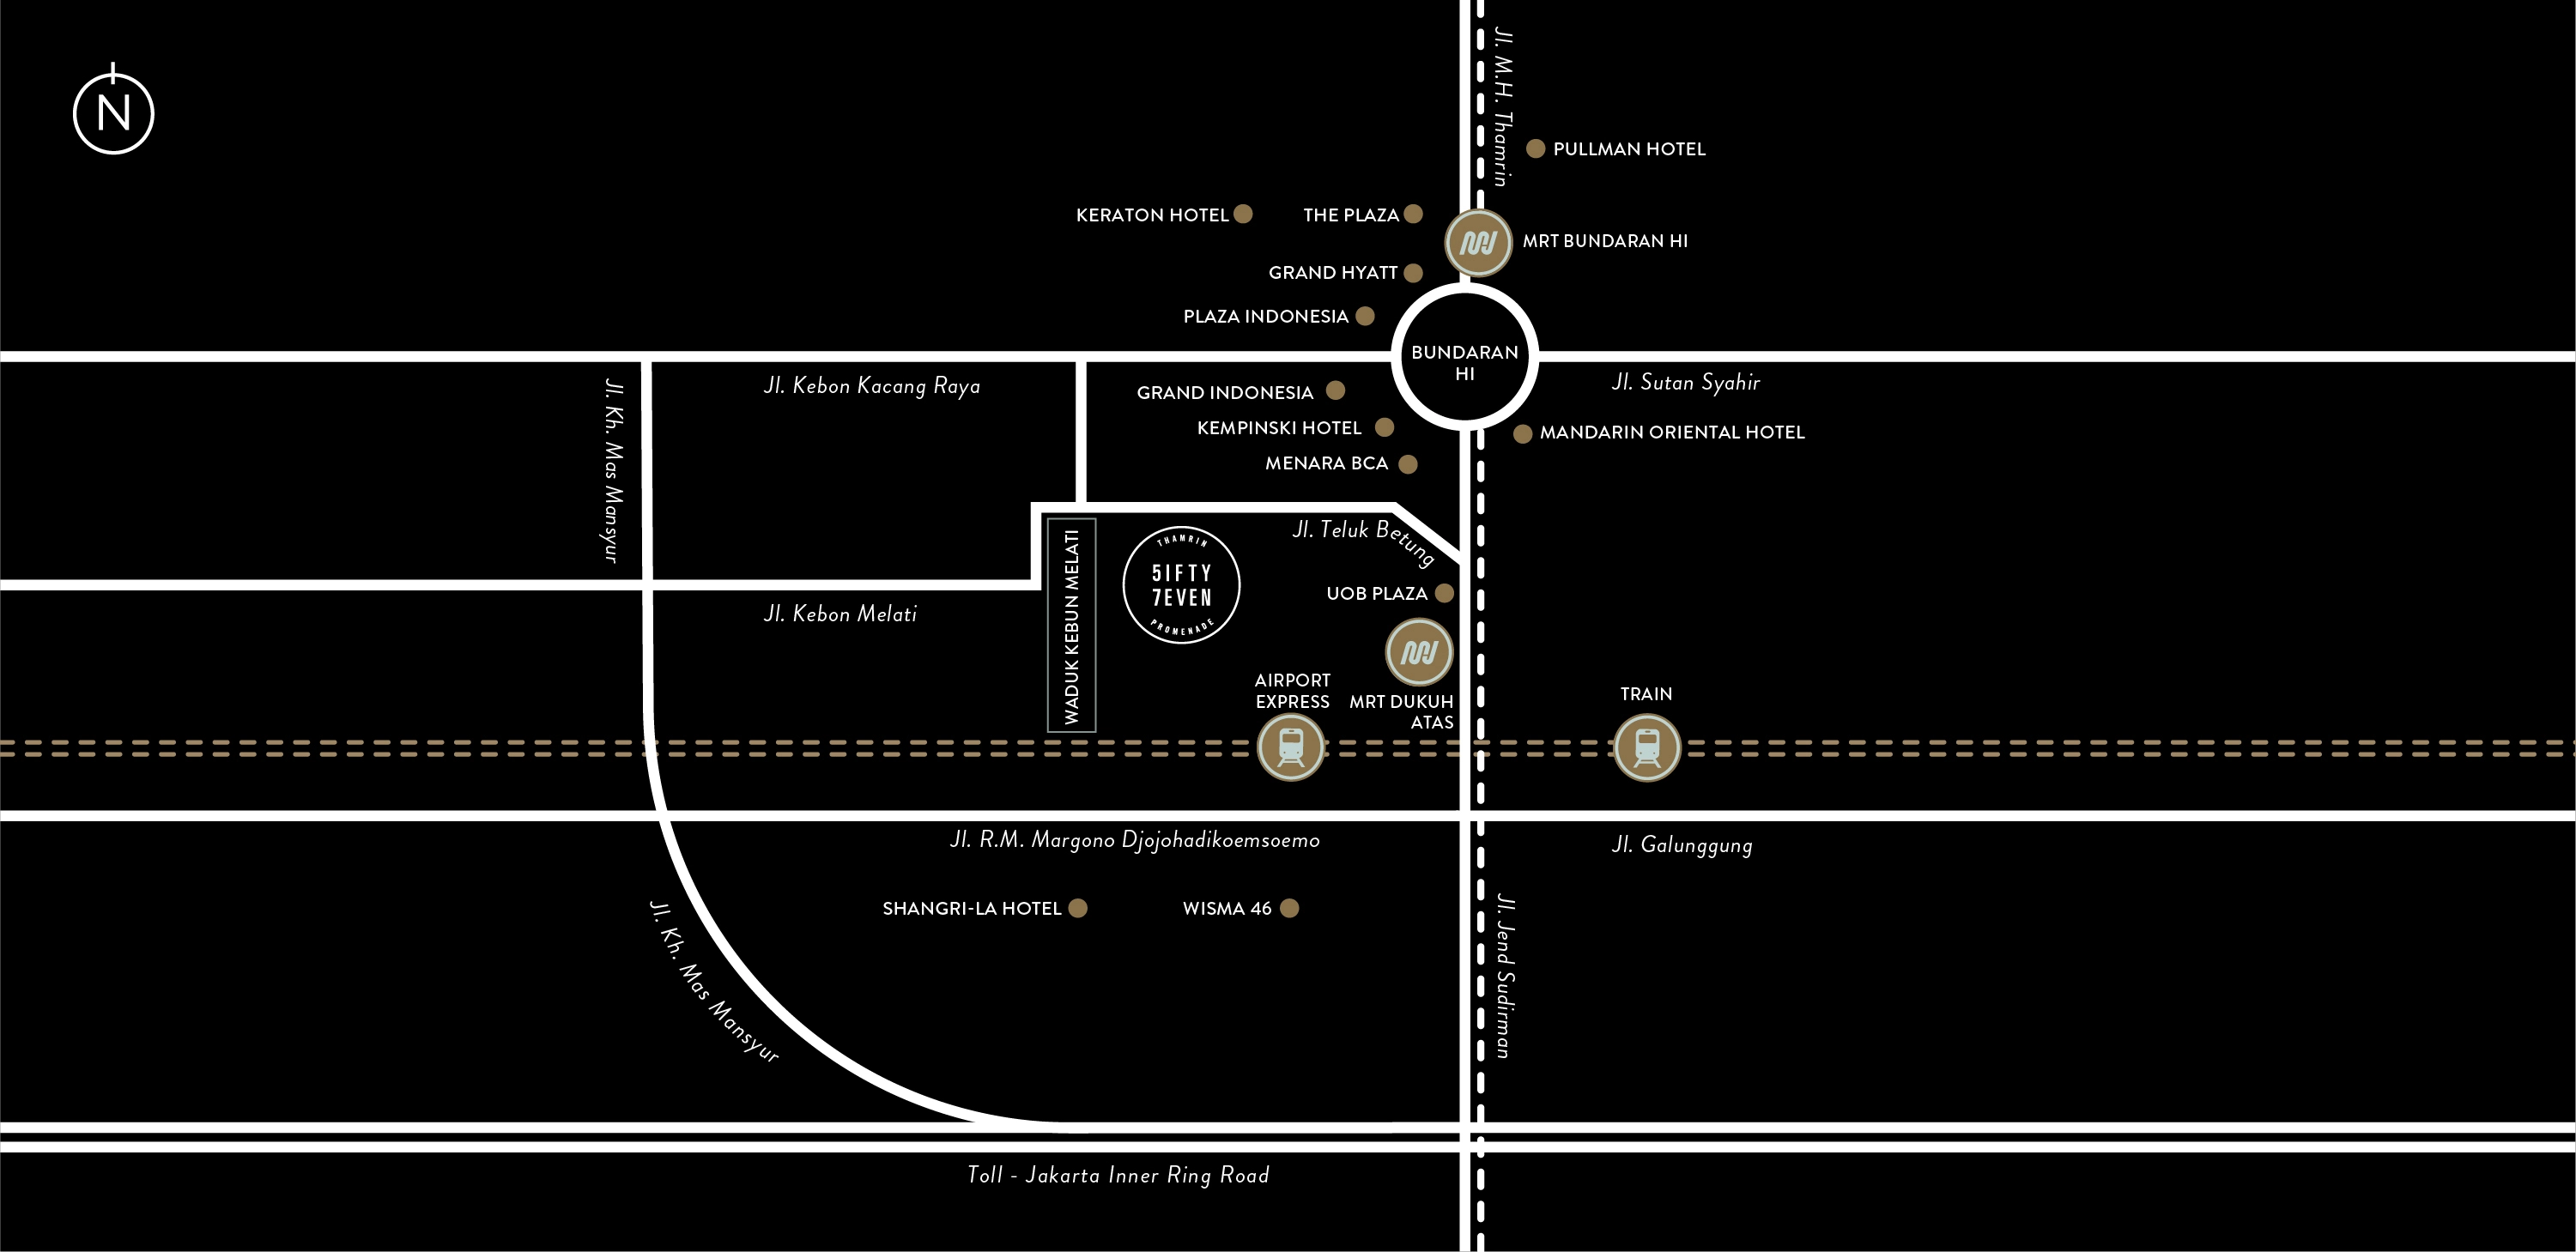 N
Jl. M.H. Thamrin
PULLMAN HOTEL
KERATON HOTEL
THE PLAZA
MRT BUNDARAN HI
GRAND HYATT
PLAZA INDONESIA
BUNDARAN
HI
Jl. Kh. Mas Mansyur
Jl. Kebon Kacang Raya
GRAND INDONESIA
Jl. Sutan Syahir
KEMPINSKI HOTEL
MANDARIN ORIENTAL HOTEL
MENARA BCA
Jl. Teluk Betung
WADUK KEBUN MELATI
THAMRIN
5IFTY
7EVEN
PROMENADE
UOB PLAZA
Jl. Kebon Melati
AIRPORT
EXPRESS
MRT DUKUH
ATAS
TRAIN
Jl. R.M. Margono Djojohadikoemsoemo
Jl. Galunggung
Jl. Kh. Mas Mansyur
SHANGRI-LA HOTEL
WISMA 46
Jl. Jend Sudirman
Toll - Jakarta Inner Ring Road